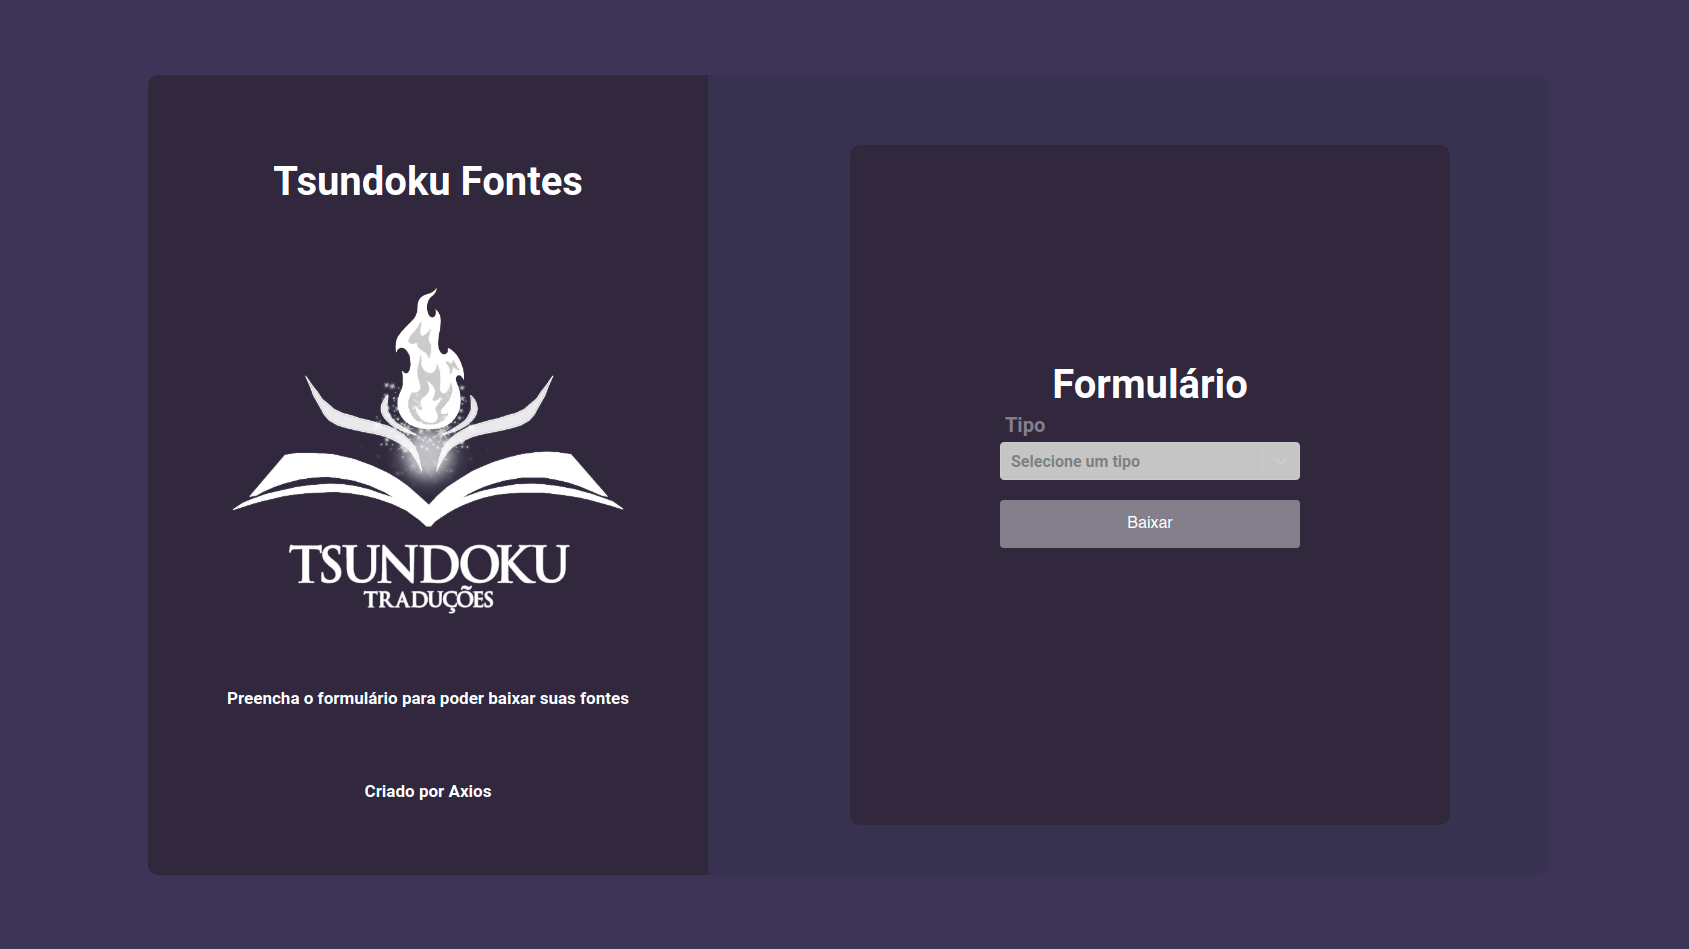 Tsundoku Fontes
TSUNDOKU
TRADUÇÕES
Preencha o formulário para poder baixar suas fontes
Criado por Axios
Formulário
Tipo
Selecione um tipo
Baixar